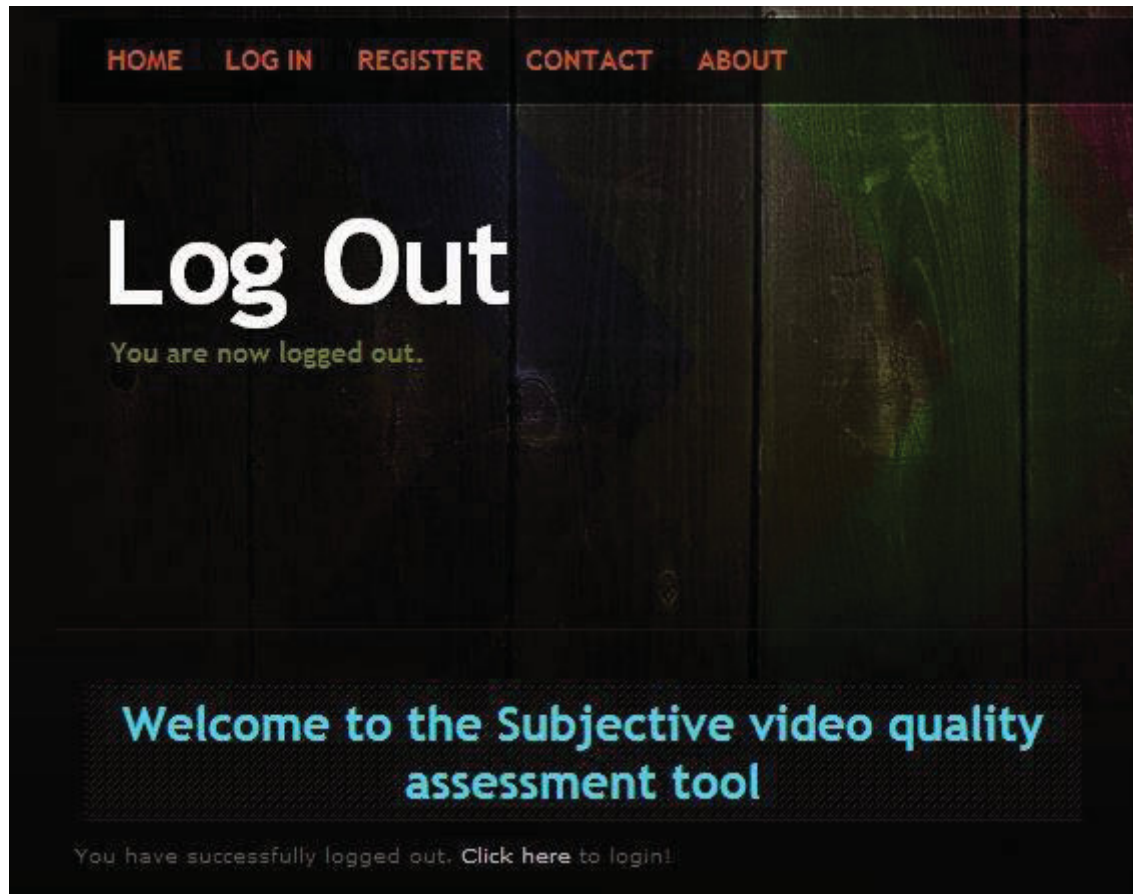 HOME LOG IN REGISTER CONTACT ABOUT
Log Out
You are now logged out.
Welcome to the Subjective video quality
assessment tool
You have successfully logged out. Click here to login!